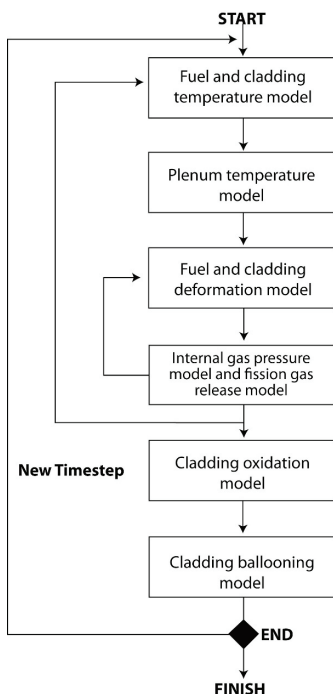 START
Fuel and cladding
temperature model
Plenum temperature
model
Fuel and cladding
deformation model
Internal gas pressure
model and fission gas
release model
New Timestep
Cladding oxidation
model
Cladding ballooning
model
END
FINISH